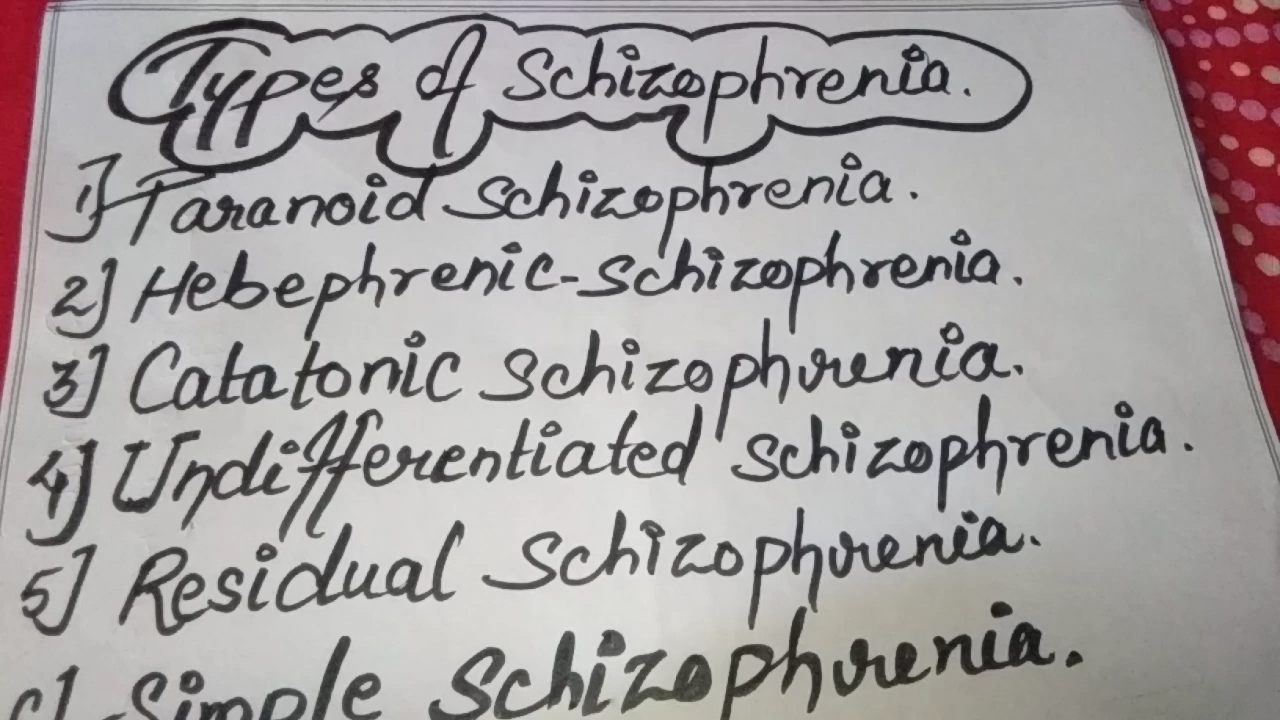 Types of Schizophrenia.
1] Paranoid Schizophrenia.
2] Hebephrenic-Schizophrenia.
3] Catatonic Schizophrenia.
4] Undifferentiated Schizophrenia.
5] Residual Schizophrenia.
6] Simple Schizophrenia.